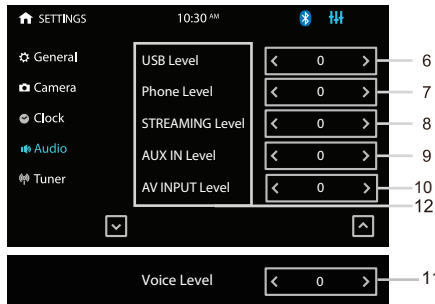 SETTINGS 10:30 AM
General
Camera
Clock
Audio
Tuner
USB Level < 0 > 6
Phone Level < 0 > 7
STREAMING Level < 0 > 8
AUX IN Level < 0 > 9
AV INPUT Level < 0 > 10
12
Voice Level < 0 > 11